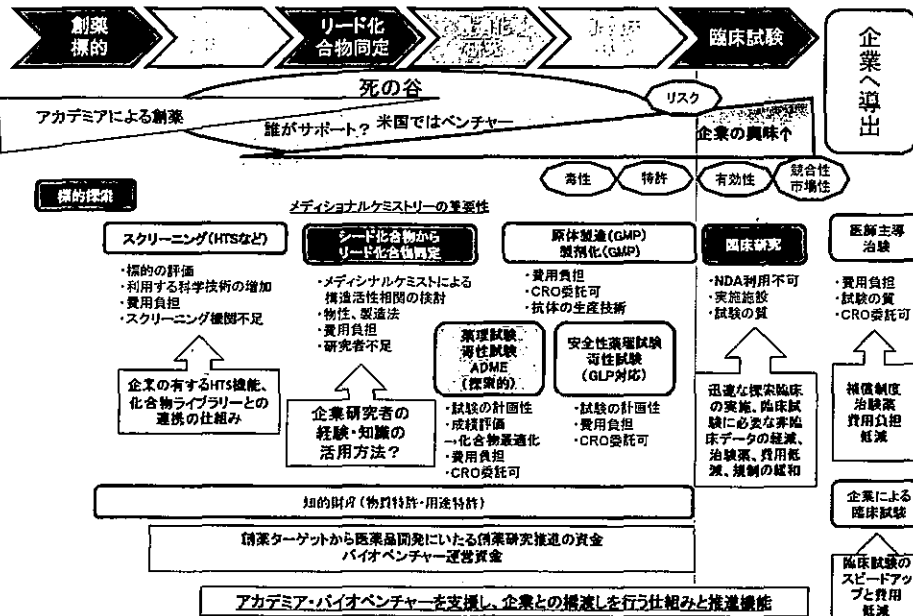 創薬
標的
リード化
合物同定
臨床試験
企業へ導出
死の谷
リスク
アカデミアによる創薬
誰がサポート?
米国ではベンチャー
企業の興味↑
毒性
特許
有効性
競合性
市場性
標的探索
メディショナルケミストリーの重要性
スクリーニング(HTSなど)
・標的の評価
・利用する科学技術の増加
・費用負担
・スクリーニング機関不足
企業の有するHTS機能、
化合物ライブラリーとの
連携の仕組み
シード化合物から
リード化合物同定
・メディシナルケミストによる
構造活性相関の検討
・物性、製造法
・費用負担
・研究者不足
企業研究者の
経験・知識の
活用方法?
原体製造(GMP)
製剤化(GMP)
・費用負担
・CRO委託可
・抗体の生産技術
薬理試験
毒性試験
ADME
(探索的)
・試験の計画性
・成績評価
→化合物最適化
・費用負担
・CRO委託可
安全性薬理試験
毒性試験
(GLP対応)
・試験の計画性
・費用負担
・CRO委託可
臨床研究
・NDA利用不可
・実施施設
・試験の質
迅速な探索臨床
の実施、臨床試
験に必要な非臨
床データの軽減、
治験薬、費用低
減、規制の緩和
医師主導
治験
・費用負担
・試験の質
・CRO委託可
補償制度
治験薬
費用負担
低減
企業による
臨床試験
臨床試験の
スピードアッ
プと費用
低減
知的財産(物質特許・用途特許)
創薬ターゲットから医薬品開発にいたる創薬研究推進の資金
バイオベンチャー運営資金
アカデミア・バイオベンチャーを支援し、企業との橋渡しを行う仕組みと推進機能